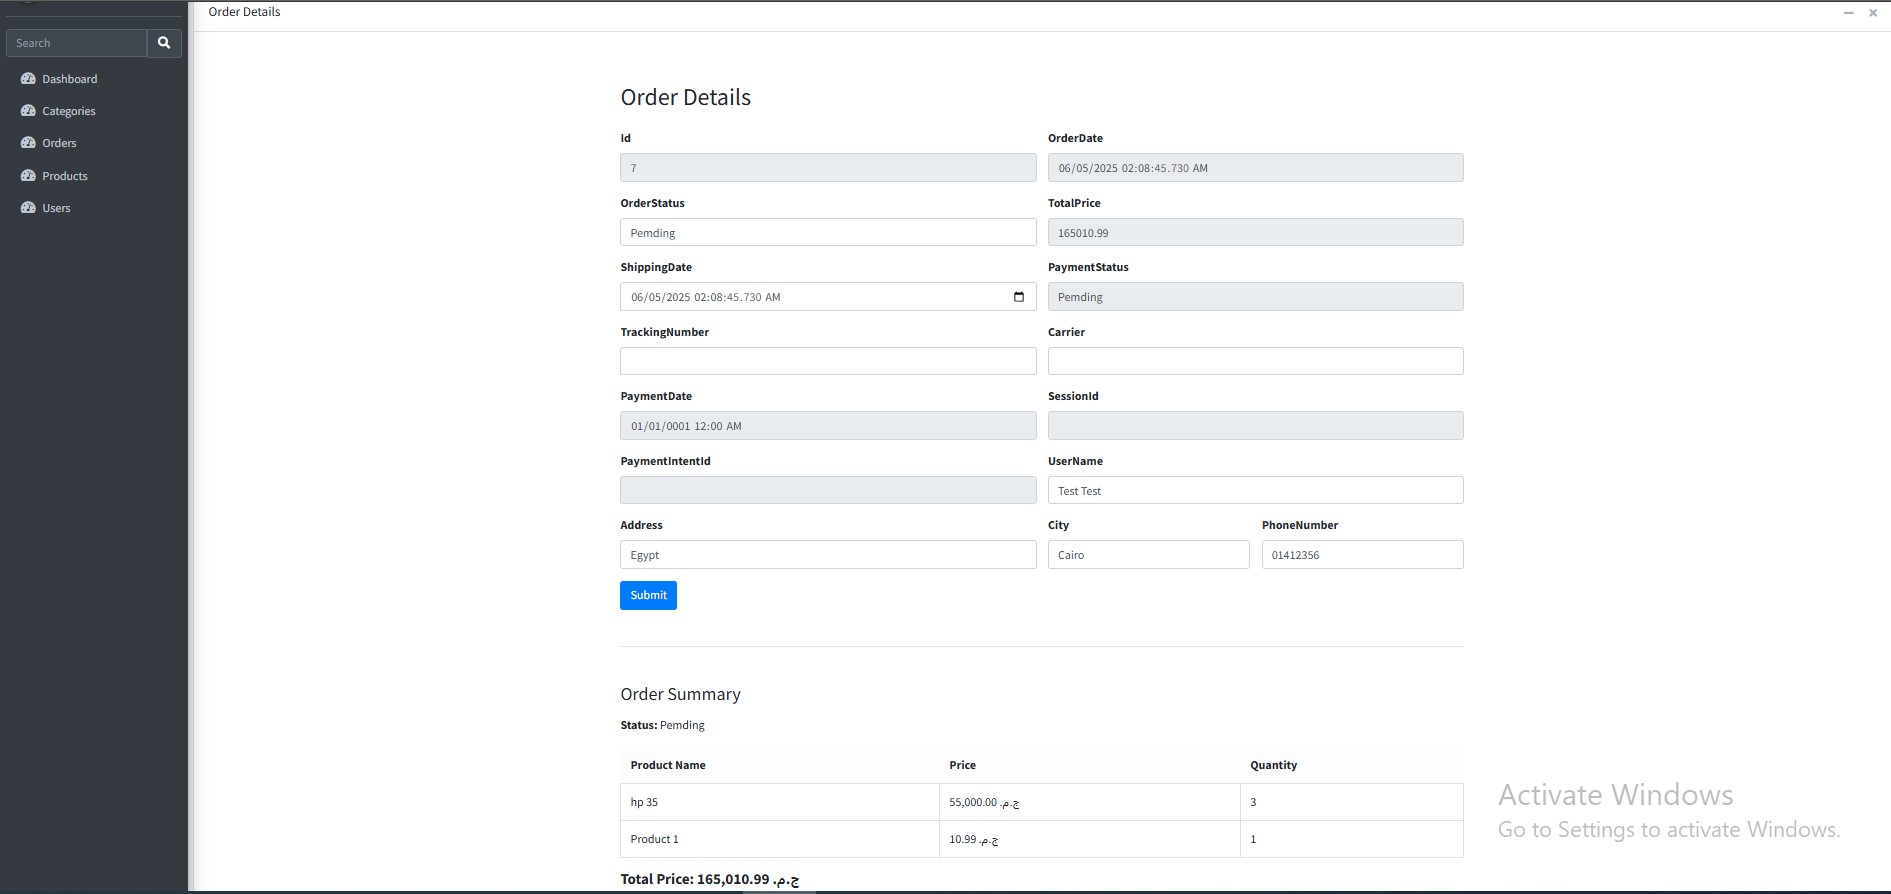 Order Details
Search
Dashboard
Categories
Orders
Products
Users
Order Details
Id
OrderDate
7
06/05/2025 02:08:45.730 AM
OrderStatus
TotalPrice
Pemding
165010.99
ShippingDate
PaymentStatus
06/05/2025 02:08:45.730 AM
Pemding
TrackingNumber
Carrier
PaymentDate
SessionId
01/01/0001 12:00 AM
PaymentIntentId
UserName
Test Test
Address
City
PhoneNumber
Egypt
Cairo
01412356
Submit
Order Summary
Status: Pemding
Product Name
Price
Quantity
hp 35
55,000.00 ج.م.
3
Product 1
10.99 ج.م.
1
Total Price: 165,010.99 ج.م.
Activate Windows
Go to Settings to activate Windows.